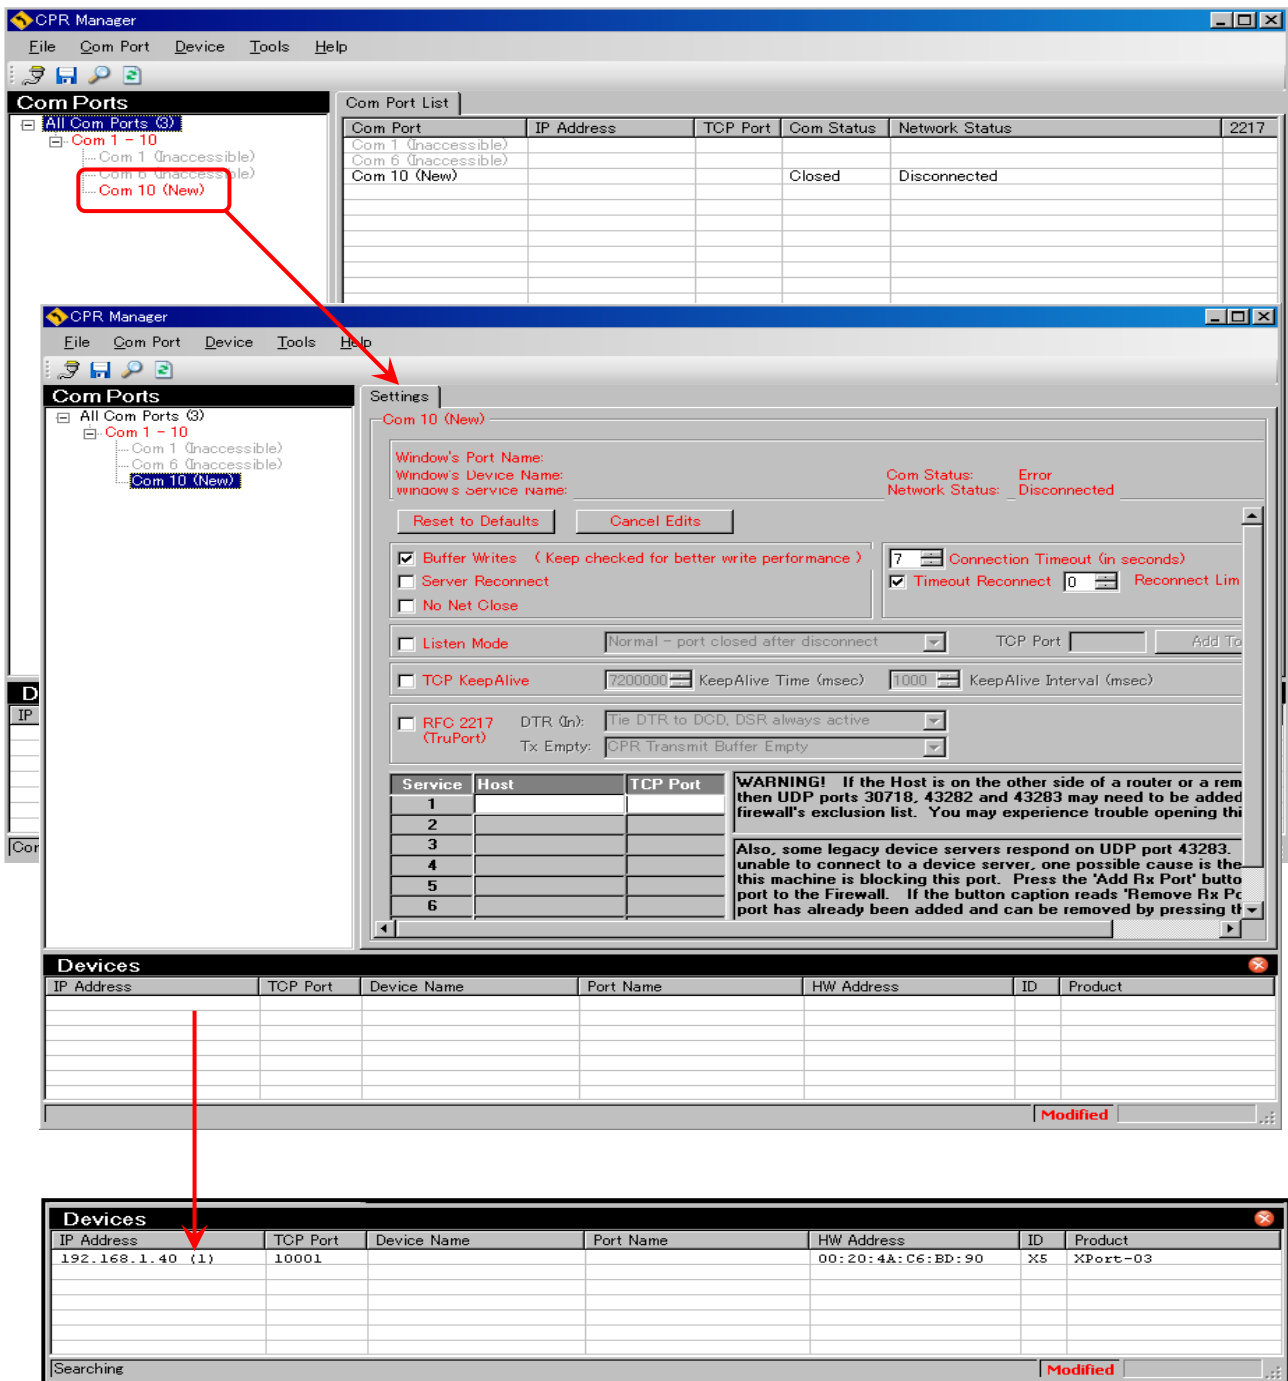 CPR Manager
File Com Port Device Tools Help
Com Ports
All Com Ports (3)
Com 1 - 10
Com 1 (Inaccessible)
Com 6 (Inaccessible)
Com 10 (New)
Com Port List
Com Port IP Address TCP Port Com Status Network Status 2217
Com 1 (Inaccessible)
Com 6 (Inaccessible)
Com 10 (New) Closed Disconnected
D
IP
Cor
CPR Manager
File Com Port Device Tools Help
Com Ports
All Com Ports (3)
Com 1 - 10
Com 1 (Inaccessible)
Com 6 (Inaccessible)
Com 10 (New)
Settings
Com 10 (New)
Window's Port Name:
Window's Device Name: Com Status: Error
Window's Service Name: Network Status: Disconnected
Reset to Defaults Cancel Edits
Buffer Writes ( Keep checked for better write performance )
Server Reconnect
No Net Close
7 Connection Timeout (in seconds)
Timeout Reconnect 0 Reconnect Lim
Listen Mode Normal - port closed after disconnect TCP Port Add To
TCP KeepAlive 7200000 KeepAlive Time (msec) 1000 KeepAlive Interval (msec)
RFC 2217 DTR (In): Tie DTR to DCD, DSR always active
(TruPort) Tx Empty: CPR Transmit Buffer Empty
Service Host TCP Port
1
2
3
4
5
6
WARNING! If the Host is on the other side of a router or a rem
then UDP ports 30718, 43282 and 43283 may need to be added
firewall's exclusion list. You may experience trouble opening thi
Also, some legacy device servers respond on UDP port 43283.
unable to connect to a device server, one possible cause is the
this machine is blocking this port. Press the 'Add Rx Port' butto
port to the Firewall. If the button caption reads 'Remove Rx Pc
port has already been added and can be removed by pressing th
Devices
IP Address TCP Port Device Name Port Name HW Address ID Product
Modified
Devices
IP Address TCP Port Device Name Port Name HW Address ID Product
192.168.1.40 (1) 10001 00:20:4A:C6:BD:90 X5 XPort-03
Searching Modified